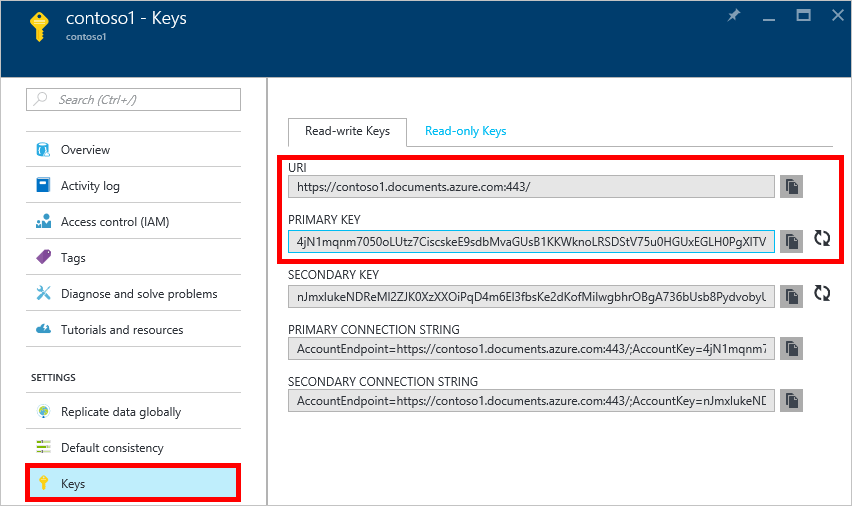 contoso1 - Keys
contoso1
Search (Ctrl+/)
Overview
Activity log
Access control (IAM)
Tags
Diagnose and solve problems
Tutorials and resources
SETTINGS
Replicate data globally
Default consistency
Keys
Read-write Keys
Read-only Keys
URI
https://contoso1.documents.azure.com:443/
PRIMARY KEY
4jN1mqnm7050oLUtz7CiscskeE9sdbMvaGUsB1KKWknoLRSDStV75u0HGUxEGLH0PgXlTV
SECONDARY KEY
nJmxlukeNDReMI2ZJK0XzXXOiPqD4m6El3fbsKe2dKofMilwgbhrOBgA736bUsb8Pydvobyl
PRIMARY CONNECTION STRING
AccountEndpoint=https://contoso1.documents.azure.com:443/;AccountKey=4jN1mqnm7
SECONDARY CONNECTION STRING
AccountEndpoint=https://contoso1.documents.azure.com:443/;AccountKey=nJmxlukeND